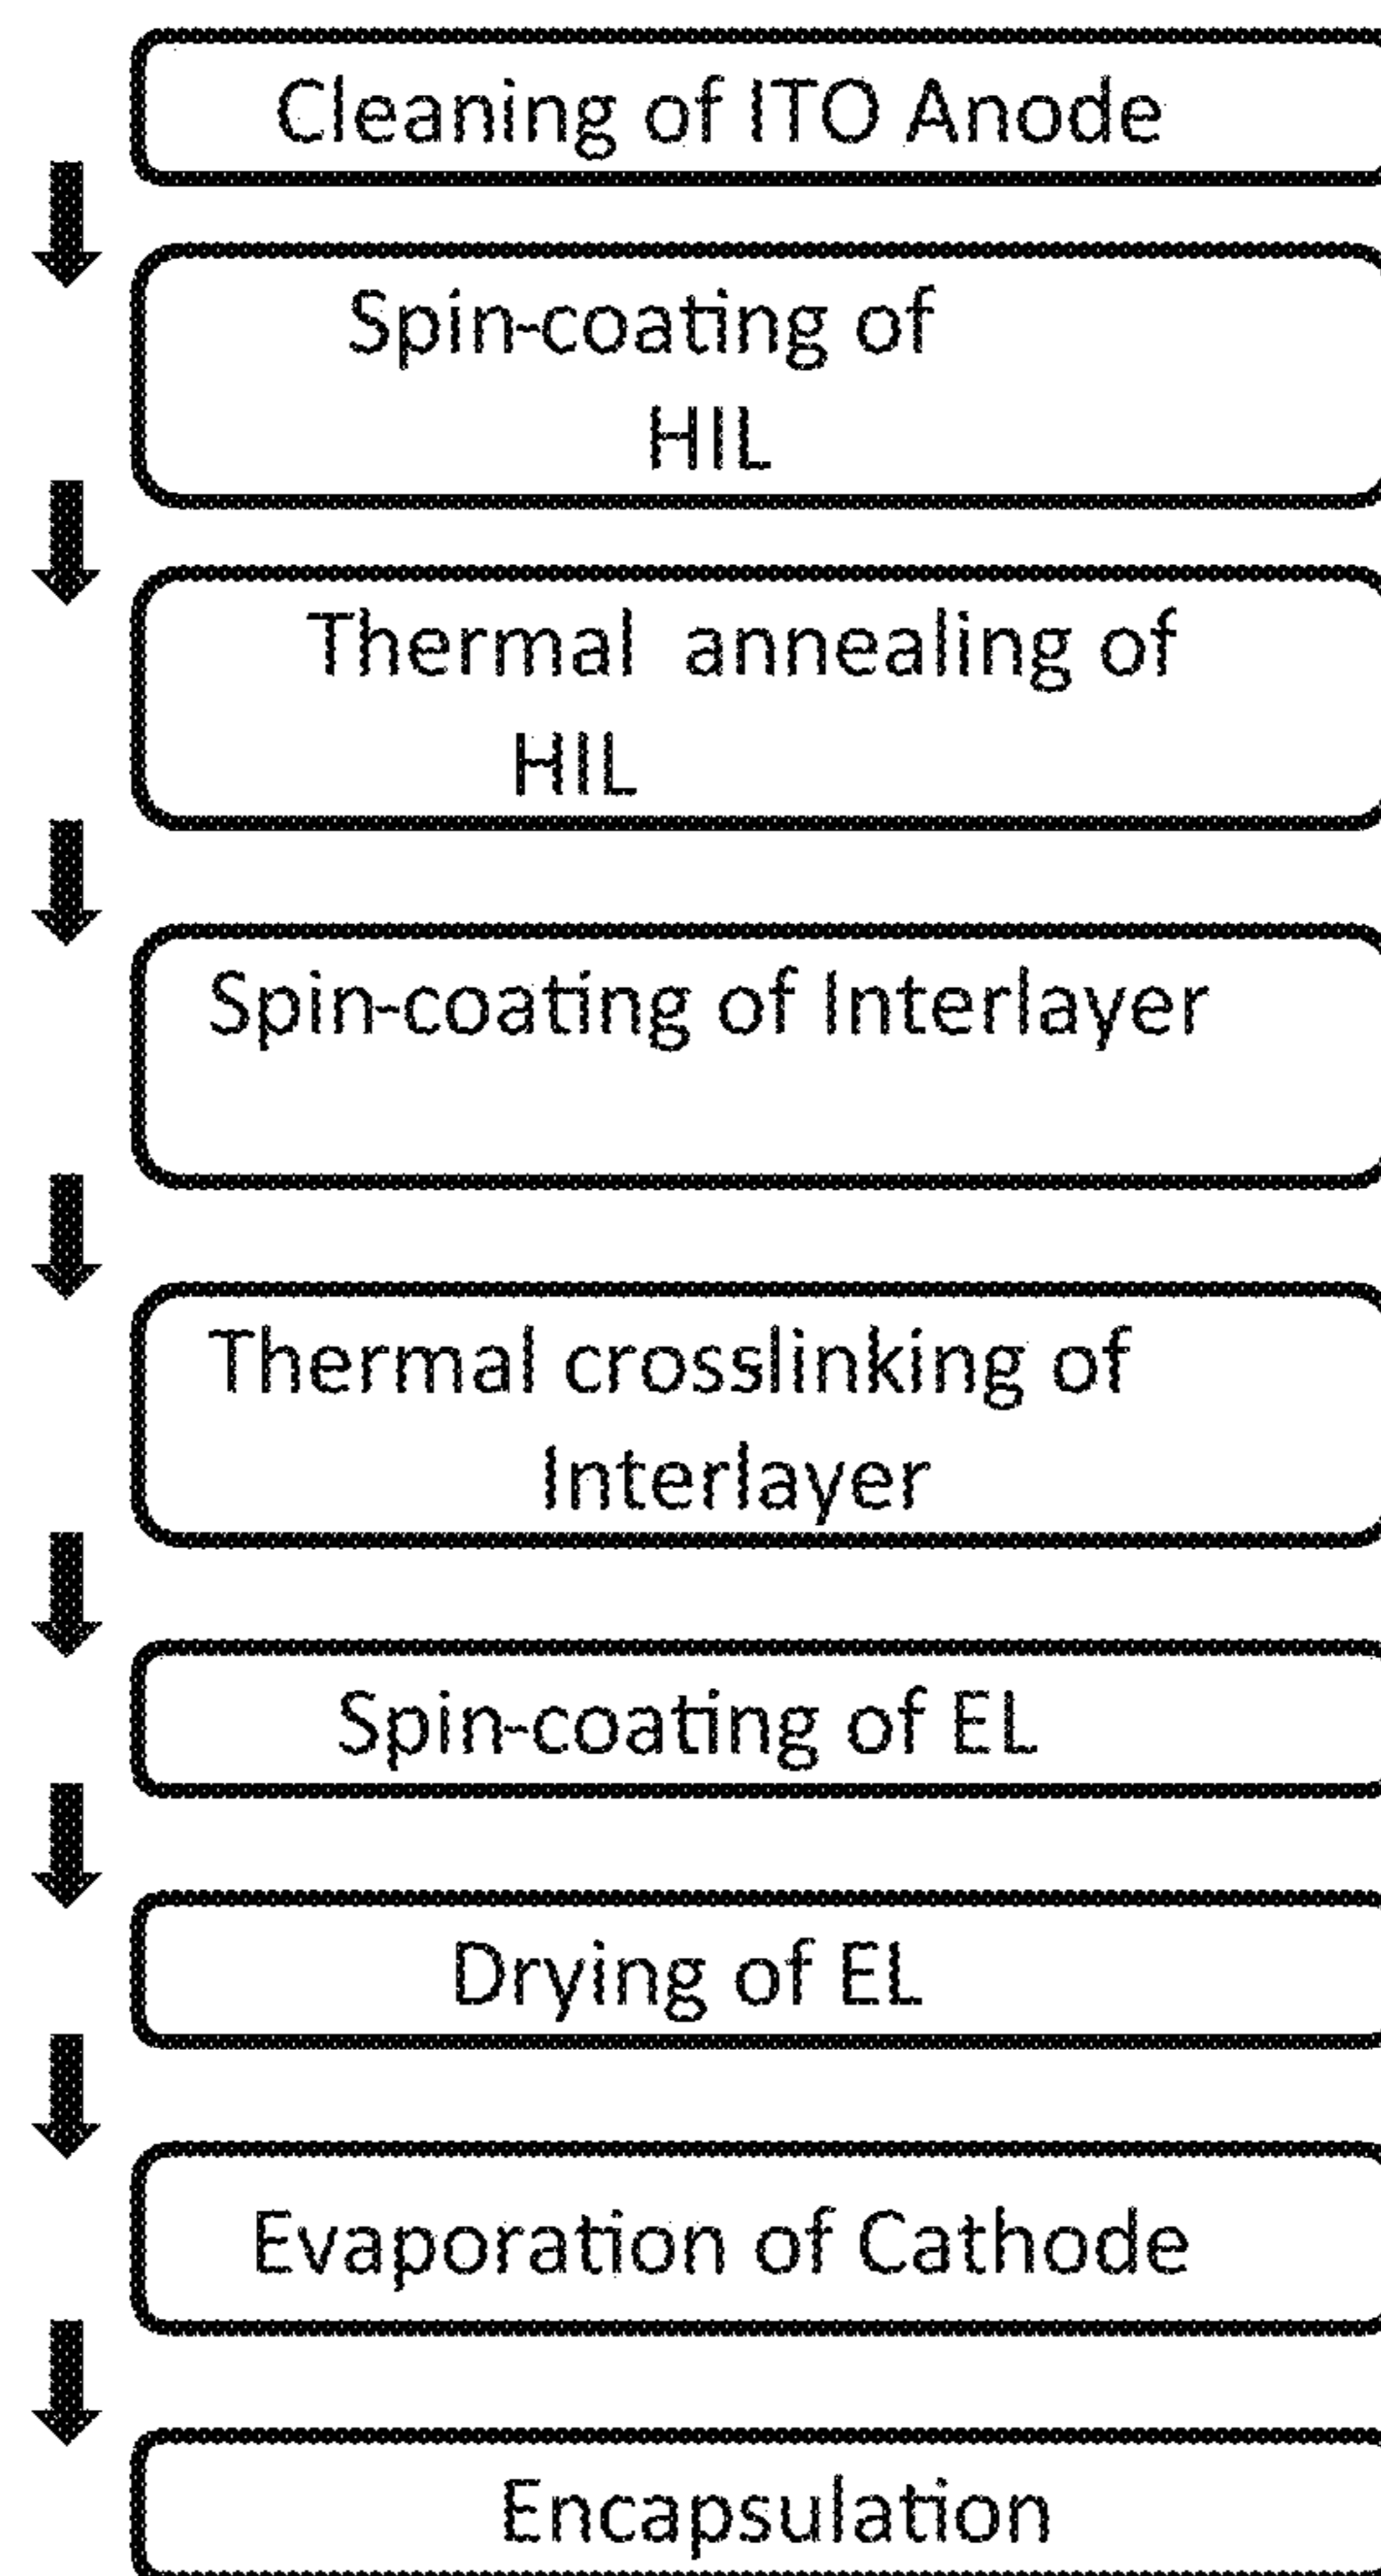 Cleaning of ITO Anode
Spin-coating of
HIL
Thermal annealing of
HIL
Spin-coating of Interlayer
Thermal crosslinking of
Interlayer
Spin-coating of EL
Drying of EL
Evaporation of Cathode
Encapsulation